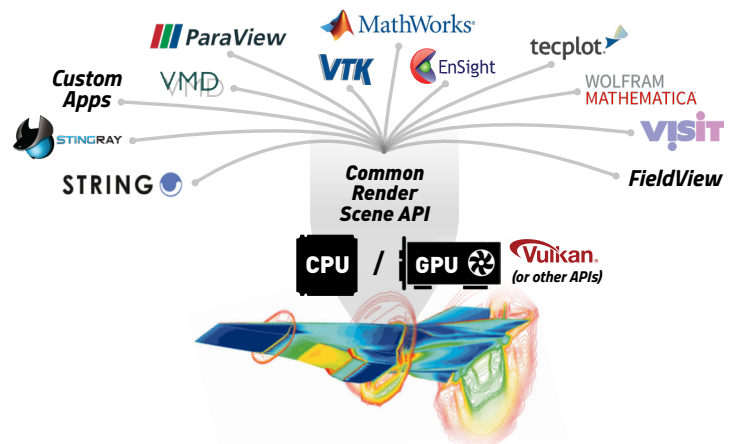 MathWorks®
ParaView
tecplot.
VTK
EnSight
Custom
Apps
VMD
WOLFRAM
MATHEMATICA
STINGRAY
VisIT
STRING
FieldView
Common
Render
Scene API
CPU / GPU
Vulkan®
(or other APIs)